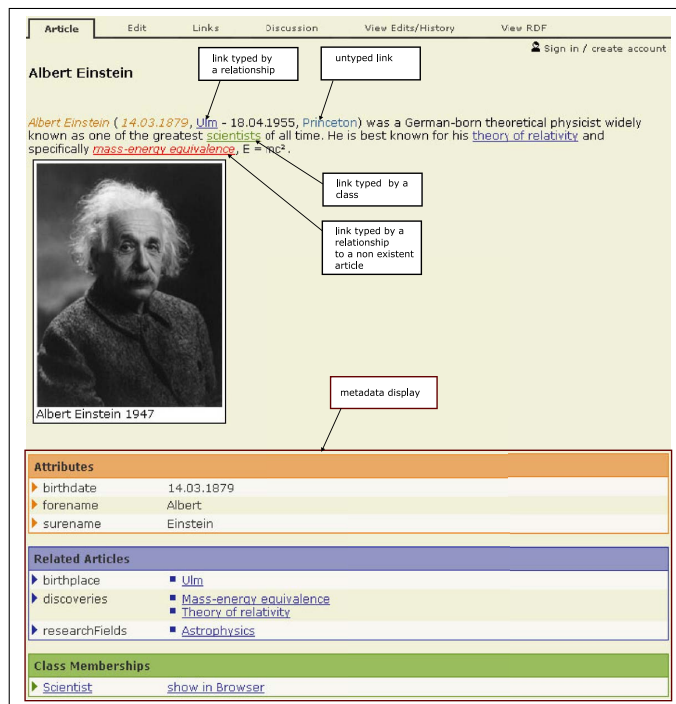 Article Edit Links Discussion View Edits/History View RDF
Sign in / create account
Albert Einstein
link typed by
a relationship
untyped link
Albert Einstein ( 14.03.1879, Ulm - 18.04.1955, Princeton) was a German-born theoretical physicist widely
known as one of the greatest scientists of all time. He is best known for his theory of relativity and
specifically mass-energy equivalence, E = mc².
link typed by a
class
link typed by a
relationship
to a non existent
article
Albert Einstein 1947
metadata display
Attributes
birthdate 14.03.1879
forename Albert
surename Einstein
Related Articles
birthplace Ulm
discoveries Mass-energy equivalence
Theory of relativity
researchFields Astrophysics
Class Memberships
Scientist show in Browser